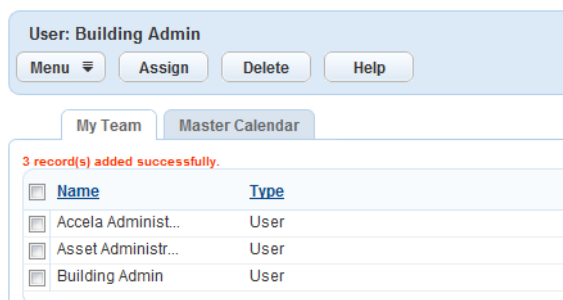 User: Building Admin
Menu Assign Delete Help
My Team Master Calendar
3 record(s) added successfully.
Name Type
Accela Administ... User
Asset Administr... User
Building Admin User